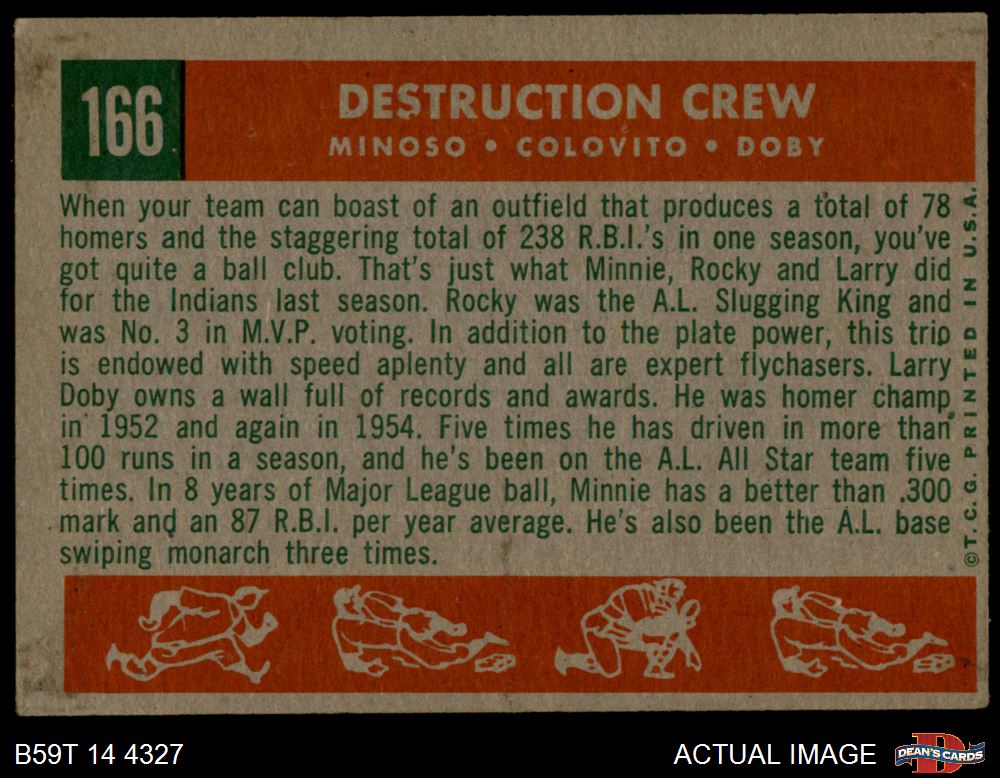 166
DESTRUCTION CREW
MINOSO • COLOVITO • DOBY
When your team can boast of an outfield that produces a total of 78
homers and the staggering total of 238 R.B.I.'s in one season, you've
got quite a ball club. That's just what Minnie, Rocky and Larry did
for the Indians last season. Rocky was the A.L. Slugging King and
was No. 3 in M.V.P. voting. In addition to the plate power, this trio
is endowed with speed aplenty and all are expert flychasers. Larry
Doby owns a wall full of records and awards. He was homer champ
in 1952 and again in 1954. Five times he has driven in more than
100 runs in a season, and he's been on the A.L. All Star team five
times. In 8 years of Major League ball, Minnie has a better than .300
mark and an 87 R.B.I. per year average. He's also been the A.L. base
swiping monarch three times.
© T.C.G. PRINTED IN U.S.A.
B59T 14 4327
ACTUAL IMAGE
D
DEAN'S CARDS